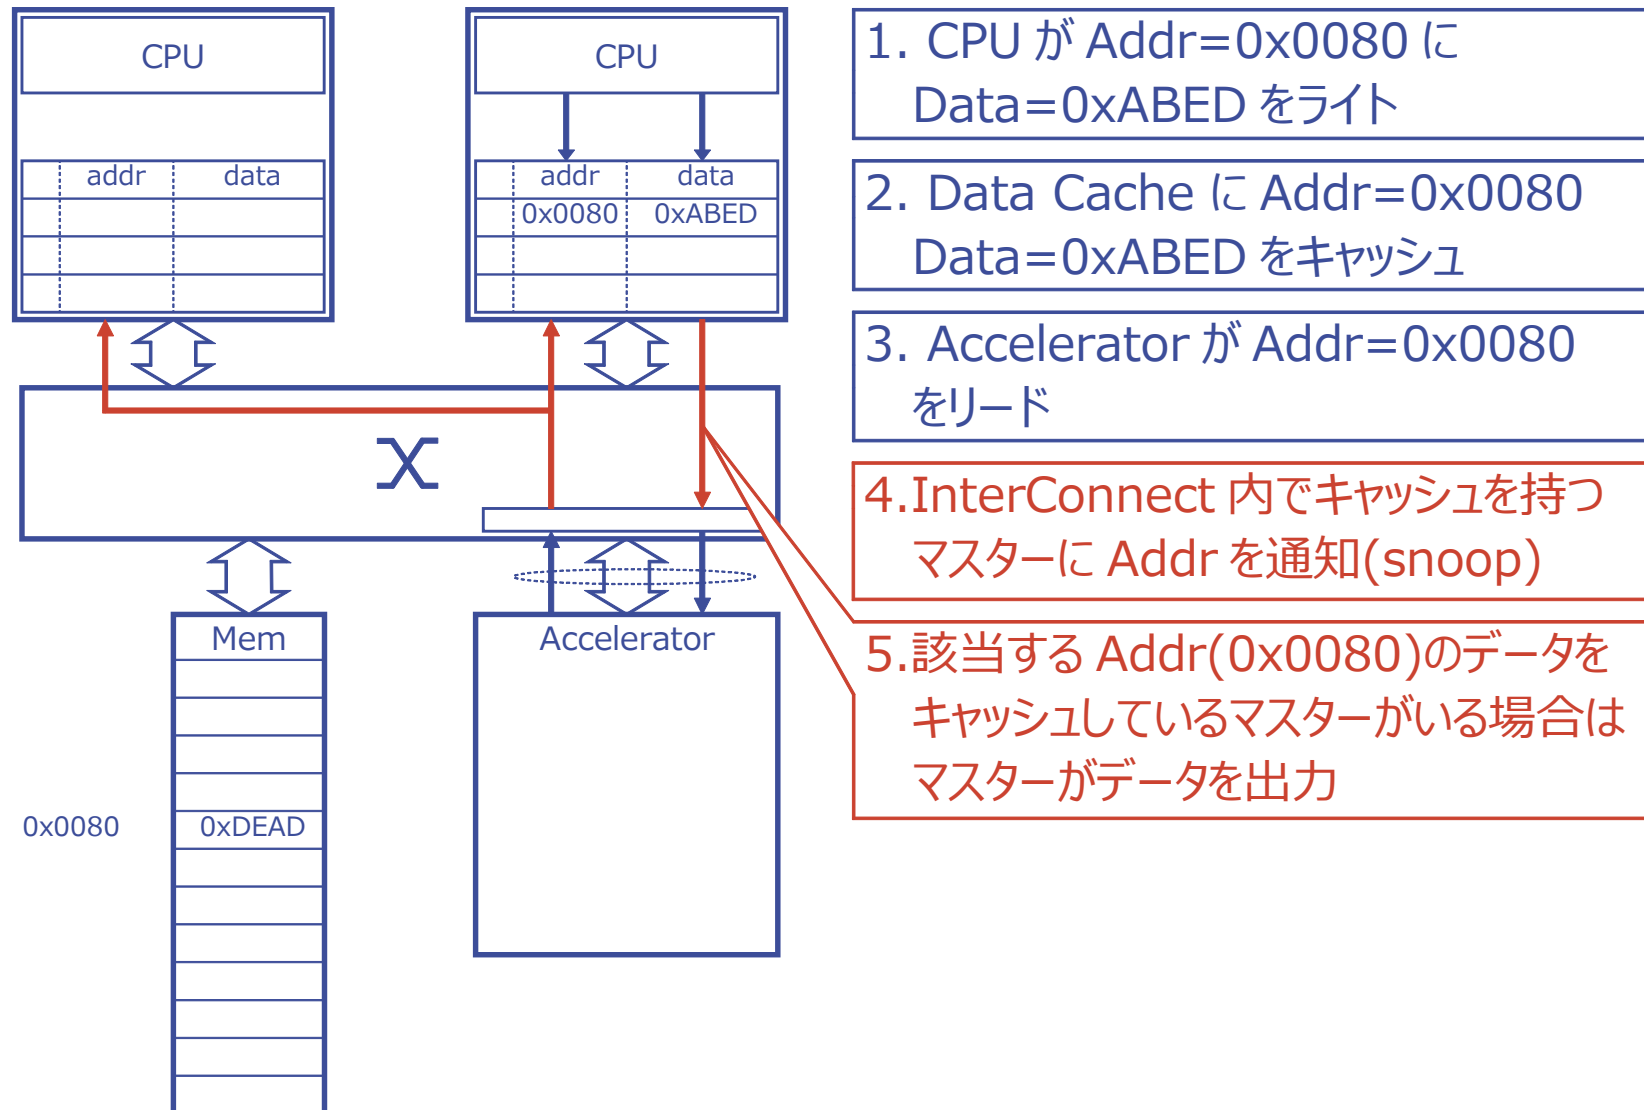 CPU
addr data
CPU
addr data
0x0080 0xABED
Mem
0x0080 0xDEAD
Accelerator
1. CPU が Addr=0x0080 に
Data=0xABED をライト
2. Data Cache に Addr=0x0080
Data=0xABED をキャッシュ
3. Accelerator が Addr=0x0080
をリード
4.InterConnect 内でキャッシュを持つ
マスターに Addr を通知(snoop)
5.該当する Addr(0x0080)のデータを
キャッシュしているマスターがいる場合は
マスターがデータを出力